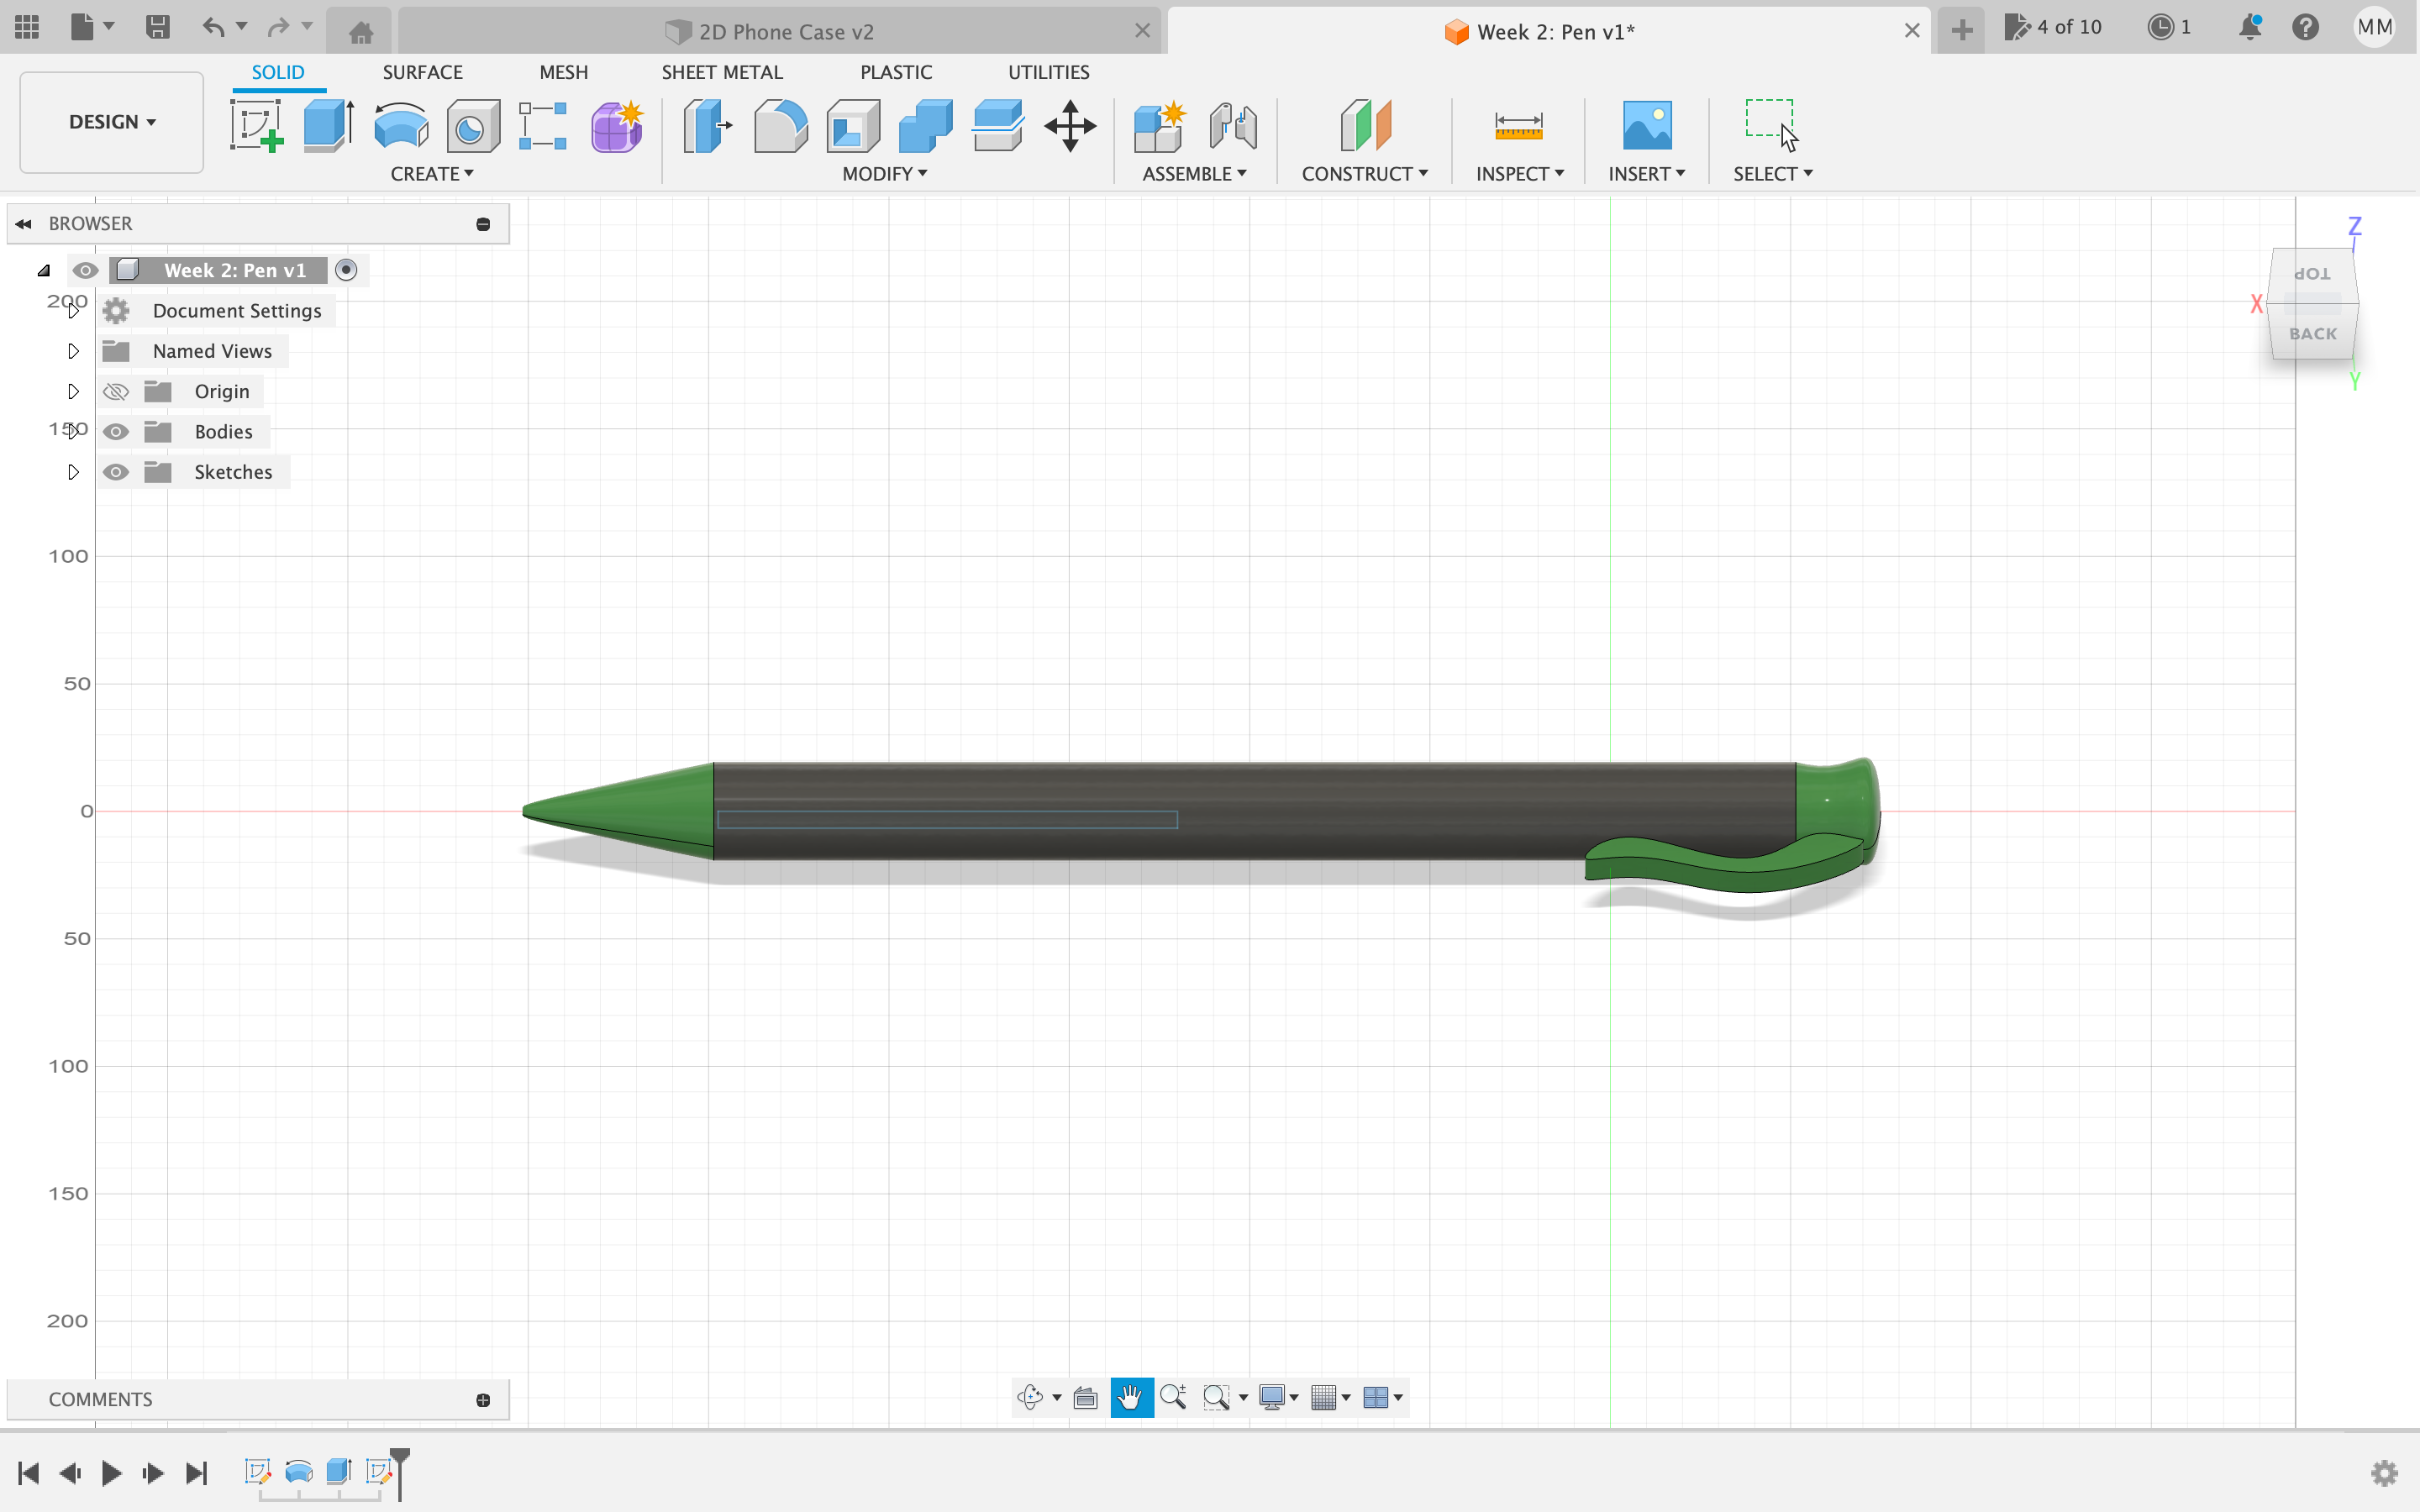 2D Phone Case v2
Week 2: Pen v1*
4 of 10
1
MM
DESIGN
SOLID
SURFACE
MESH
SHEET METAL
PLASTIC
UTILITIES
CREATE
MODIFY
ASSEMBLE
CONSTRUCT
INSPECT
INSERT
SELECT
BROWSER
Week 2: Pen v1
Document Settings
Named Views
Origin
Bodies
Sketches
200
150
100
50
0
50
100
150
200
Z
TOP
X
BACK
Y
COMMENTS